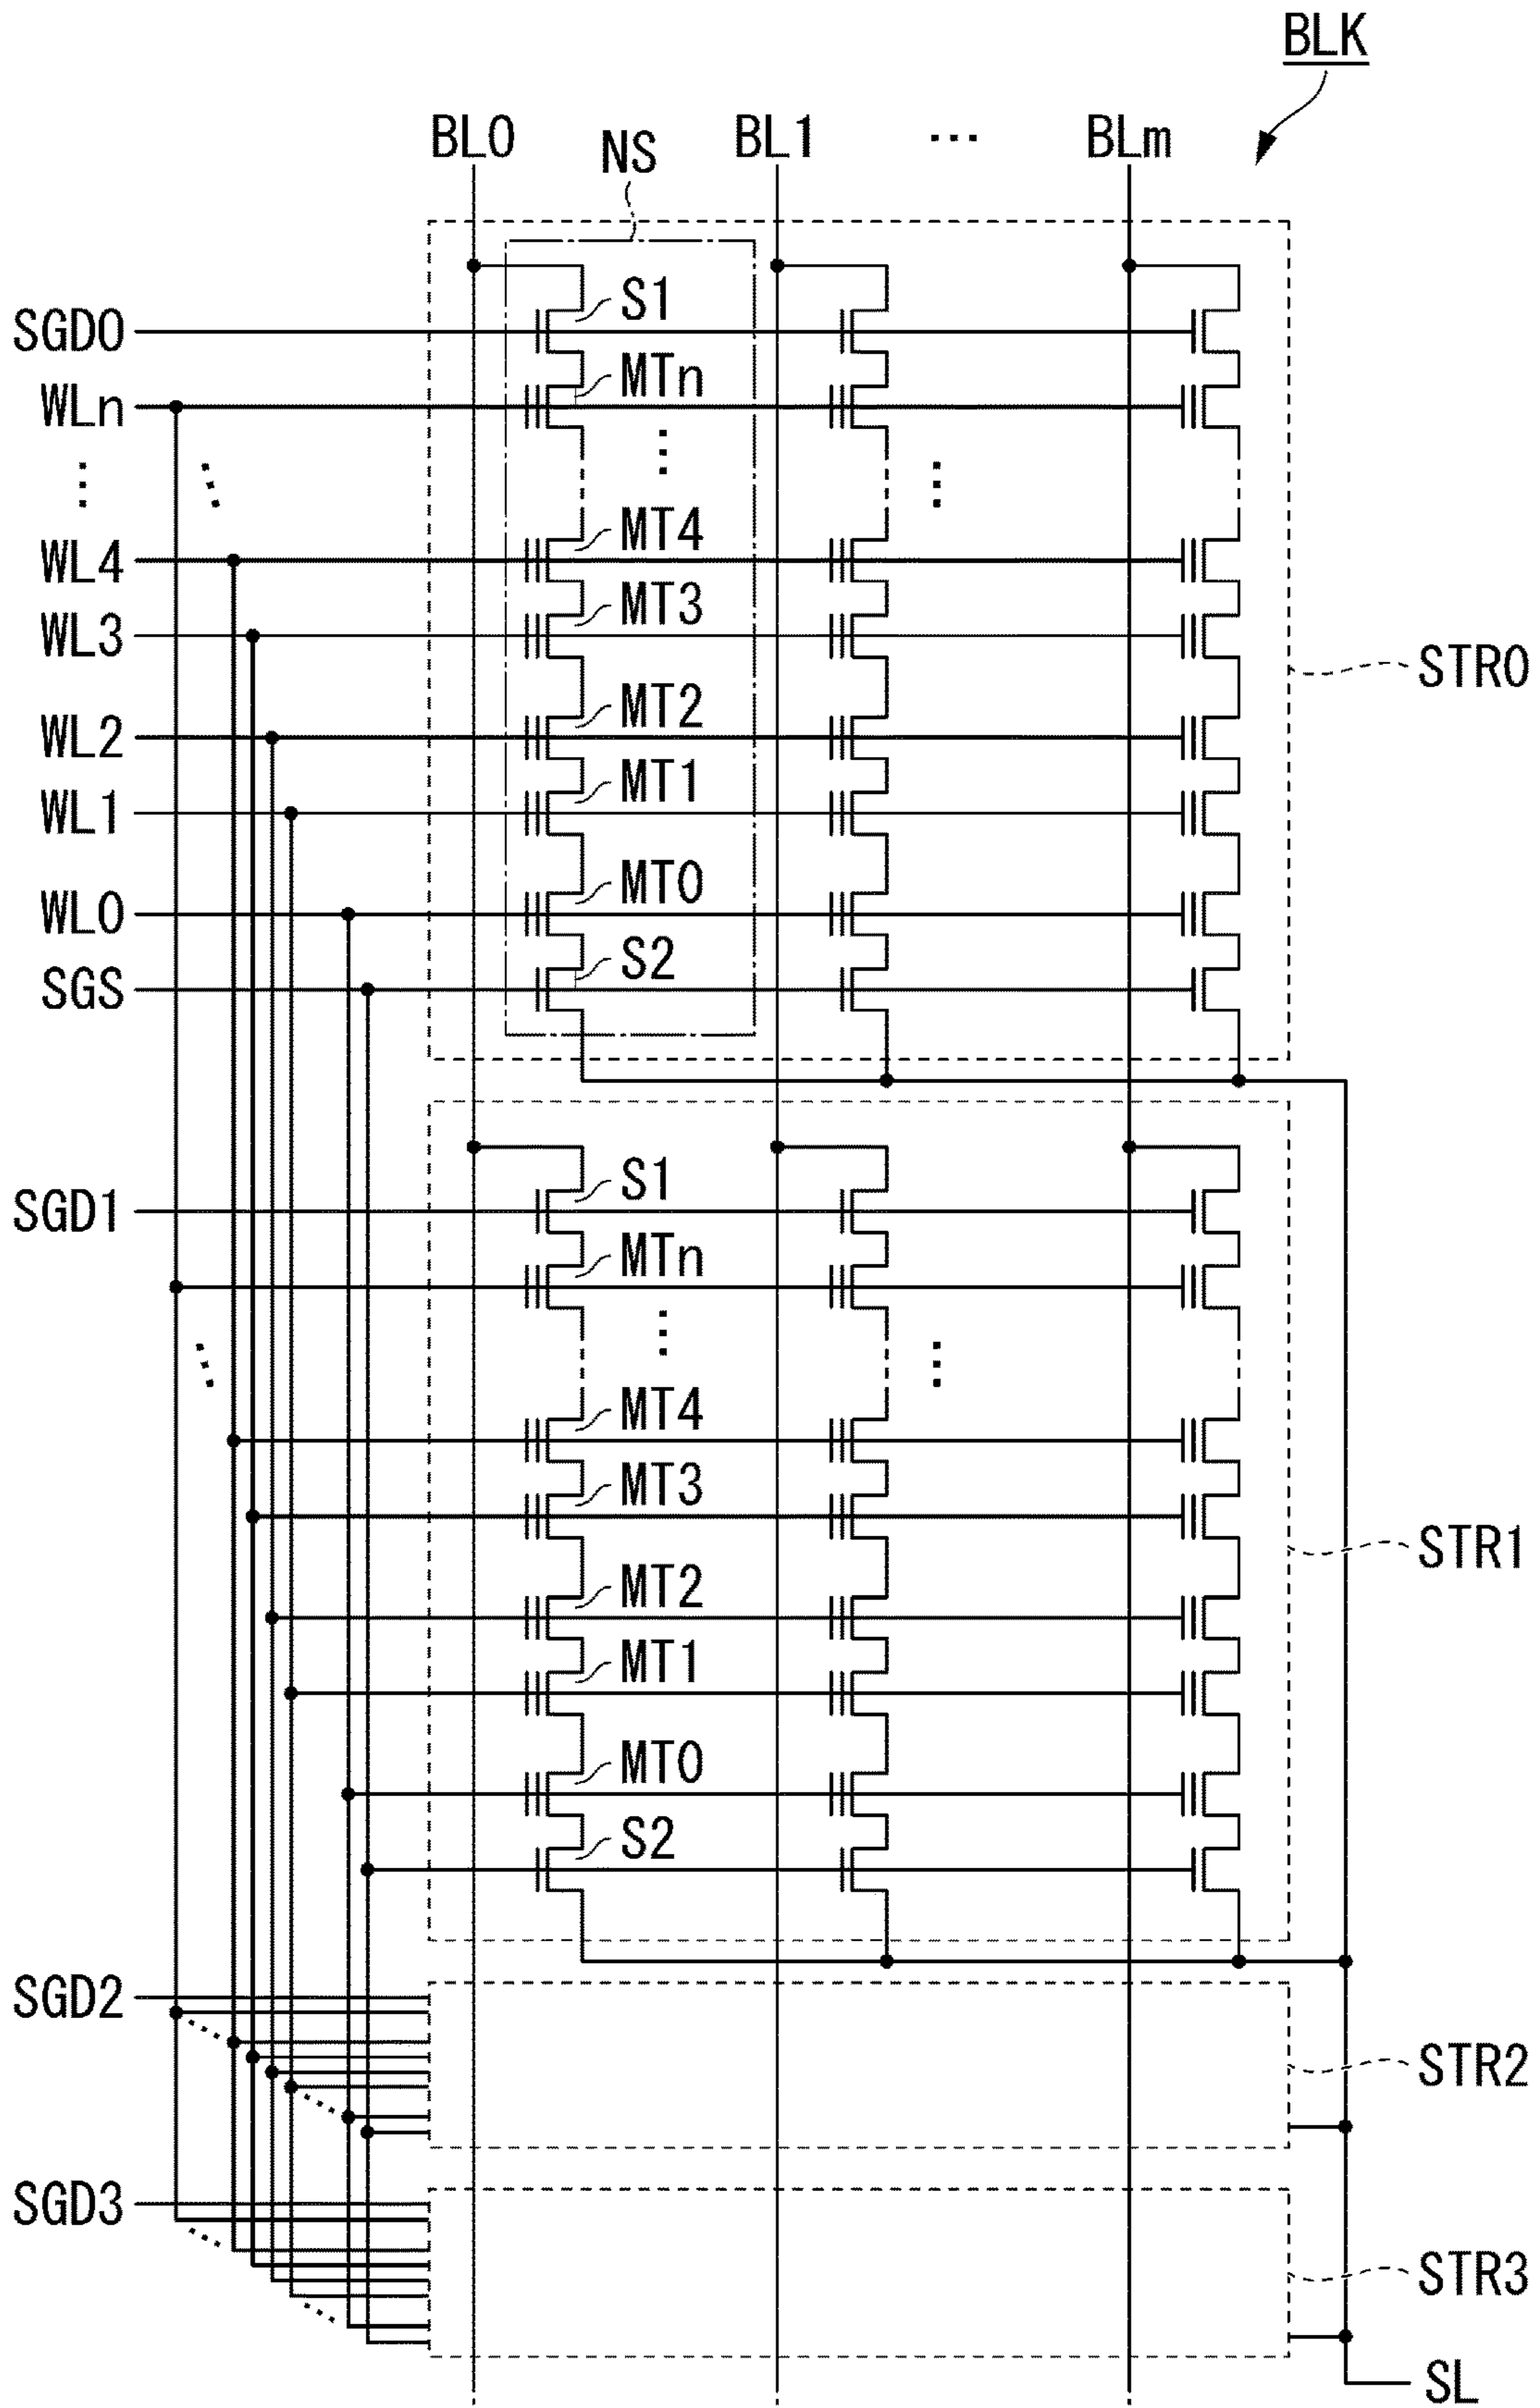 BLK
BL0 NS BL1 ... BLm
SGD0 S1
WLn MTn
WL4 MT4
WL3 MT3
STR0
WL2 MT2
WL1 MT1
WL0 MT0
SGS S2
SGD1 S1
MTn
MT4
MT3
STR1
MT2
MT1
MT0
S2
SGD2
STR2
SGD3
STR3
SL